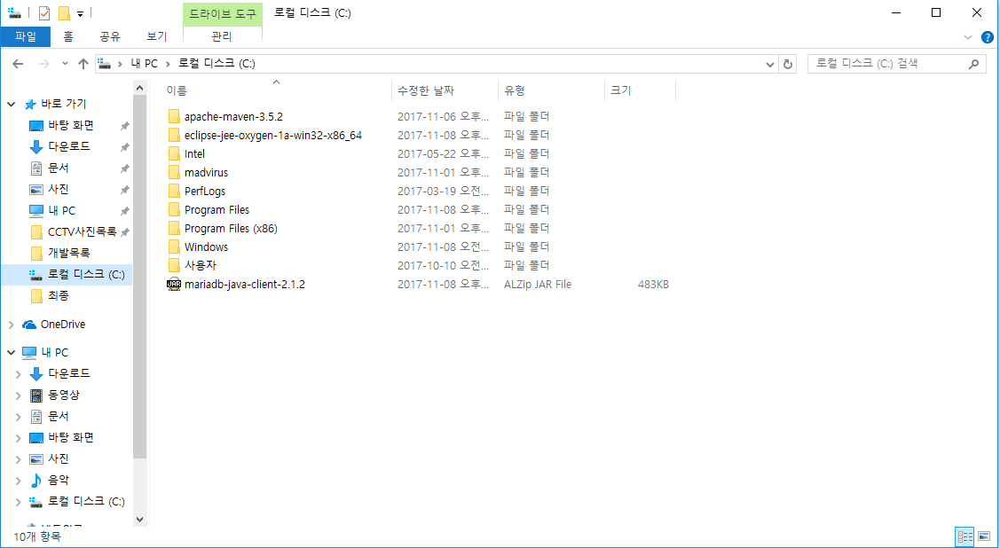 드라이브 도구
로컬 디스크 (C:)
파일
홈
공유
보기
관리
내 PC
로컬 디스크 (C:)
로컬 디스크 (C:) 검색
바로 가기
바탕 화면
다운로드
문서
사진
내 PC
CCTV사진목록
개발목록
로컬 디스크 (C:)
최종
OneDrive
내 PC
다운로드
동영상
문서
바탕 화면
사진
음악
로컬 디스크 (C:)
이름 수정한 날짜 유형 크기
apache-maven-3.5.2 2017-11-06 오후... 파일 폴더
eclipse-jee-oxygen-1a-win32-x86_64 2017-11-08 오후... 파일 폴더
Intel 2017-05-22 오후... 파일 폴더
madvirus 2017-11-01 오후... 파일 폴더
PerfLogs 2017-03-19 오전... 파일 폴더
Program Files 2017-11-08 오후... 파일 폴더
Program Files (x86) 2017-11-01 오후... 파일 폴더
Windows 2017-11-08 오전... 파일 폴더
사용자 2017-10-10 오전... 파일 폴더
JAR mariadb-java-client-2.1.2 2017-11-08 오후... ALZip JAR File 483KB
10개 항목